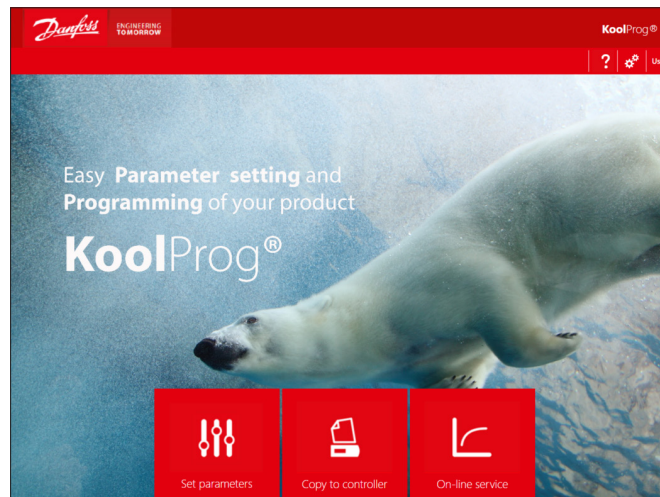 Danfoss
ENGINEERING
TOMORROW
KoolProg®
?
Us
Easy Parameter setting and
Programming of your product
KoolProg®
Set parameters
Copy to controller
On-line service